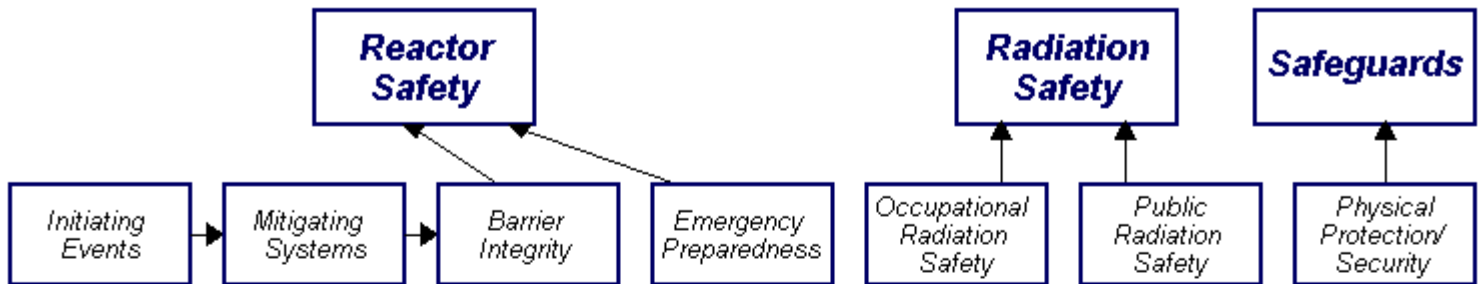 Reactor
Safety
Radiation
Safety
Safeguards
Initiating
Events
Mitigating
Systems
Barrier
Integrity
Emergency
Preparedness
Occupational
Radiation
Safety
Public
Radiation
Safety
Physical
Protection/
Security